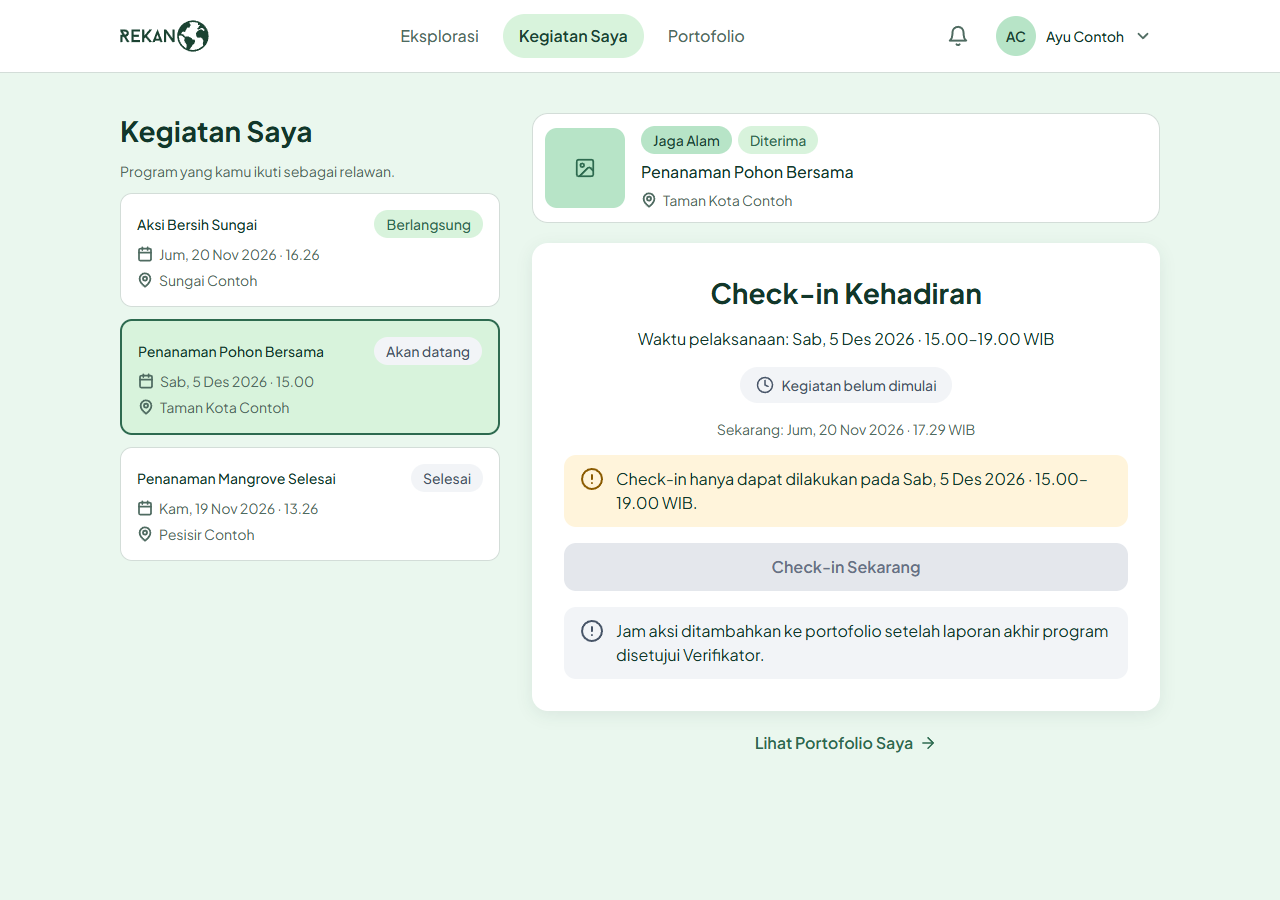 REKAN
Eksplorasi
Kegiatan Saya
Portofolio
AC
Ayu Contoh
Kegiatan Saya
Program yang kamu ikuti sebagai relawan.
Aksi Bersih Sungai
Berlangsung
Jum, 20 Nov 2026 · 16.26
Sungai Contoh
Penanaman Pohon Bersama
Akan datang
Sab, 5 Des 2026 · 15.00
Taman Kota Contoh
Penanaman Mangrove Selesai
Selesai
Kam, 19 Nov 2026 · 13.26
Pesisir Contoh
Jaga Alam
Diterima
Penanaman Pohon Bersama
Taman Kota Contoh
Check-in Kehadiran
Waktu pelaksanaan: Sab, 5 Des 2026 · 15.00–19.00 WIB
Kegiatan belum dimulai
Sekarang: Jum, 20 Nov 2026 · 17.29 WIB
Check-in hanya dapat dilakukan pada Sab, 5 Des 2026 · 15.00–
19.00 WIB.
Check-in Sekarang
Jam aksi ditambahkan ke portofolio setelah laporan akhir program
disetujui Verifikator.
Lihat Portofolio Saya